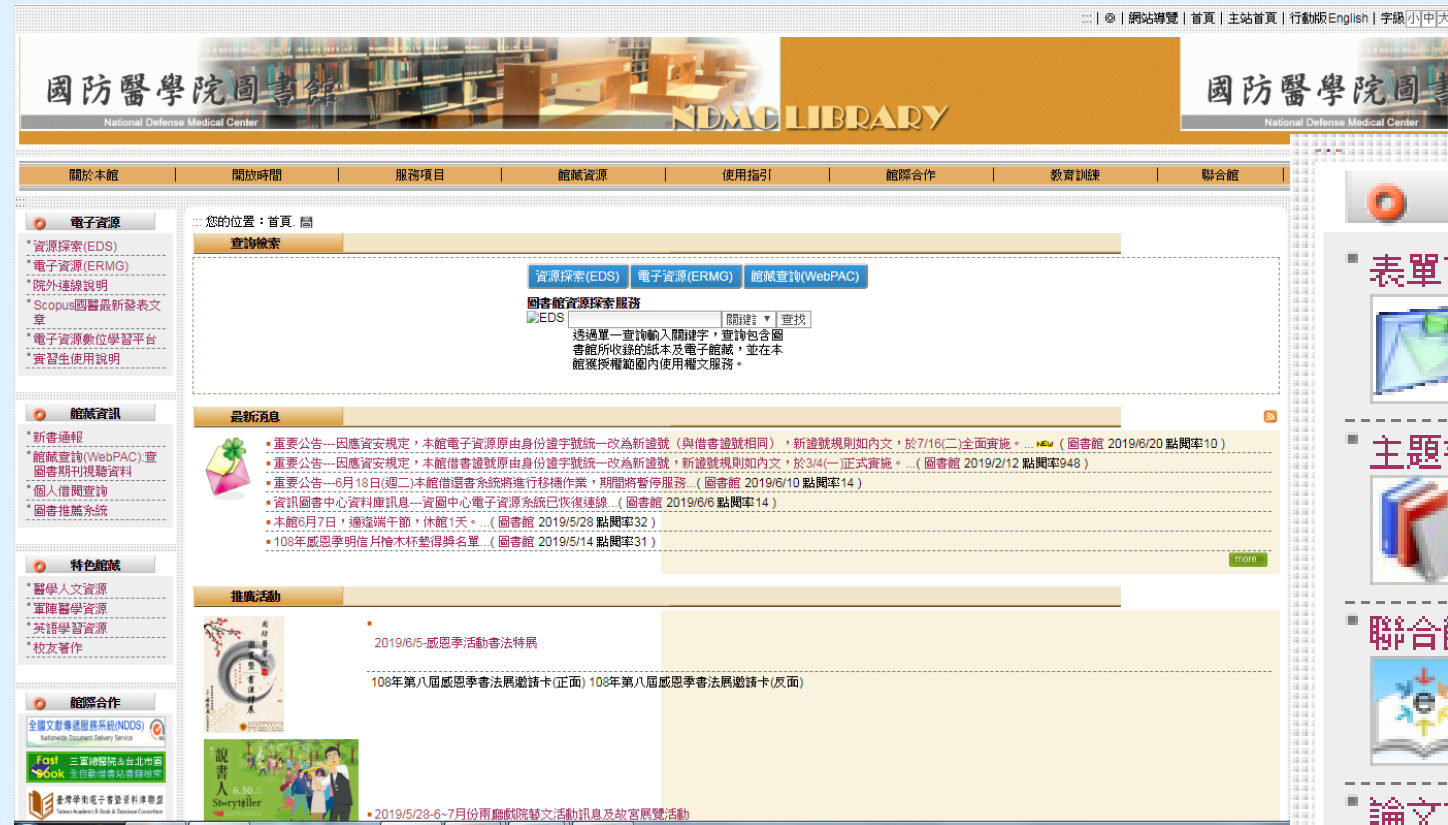 ::: | ◎ | 網站導覽 | 首頁 | 主站首頁 | 行動版English | 字級 小 中 大
國防醫學院圖書館
National Defense Medical Center
NDMC LIBRARY
國防醫學院圖書
National Defense Medical Center
關於本館 | 開放時間 | 服務項目 | 館藏資源 | 使用指引 | 館際合作 | 教育訓練 | 聯合館 |
電子資源
資源探索(EDS)
電子資源(ERMG)
院外連線說明
Scopus國醫最新發表文
章
電子資源數位學習平台
實習生使用說明
館藏資訊
新書通報
館藏查詢(WebPAC):查
圖書期刊視聽資料
個人借閱查詢
圖書推薦系統
特色館藏
醫學人文資源
軍陣醫學資源
英語學習資源
校友著作
館際合作
全國文獻傳遞服務系統(NDDS)
Nationwide Document Delivery Service
Fast Book 三軍總醫院&台北市圖
全自動借書站書籍檢索
臺灣學術電子書暨資料庫聯盟
Taiwan Academic E-Book & Database Consortium
::: 您的位置：首頁.
查詢檢索
資源探索(EDS) 電子資源(ERMG) 館藏查詢(WebPAC)
圖書館資源探索服務
EDS 關鍵 ▼ 查找
透過單一查詢輸入關鍵字，查詢包含圖
書館所收錄的紙本及電子館藏，並在本
館獲授權範圍內使用權文服務。
最新消息
重要公告---因應資安規定，本館電子資源原由身份證字號統一改為新證號（與借書證號相同），新證號規則如內文，於7/16(二)全面實施。... NEW ( 圖書館 2019/6/20 點閱率10 )
重要公告---因應資安規定，本館借書證號原由身份證字號統一改為新證號，新證號規則如內文，於3/4(一)正式實施。...( 圖書館 2019/2/12 點閱率948 )
重要公告---6月18日(週二)本館借還書系統將進行移機作業，期間將暫停服務...( 圖書館 2019/6/10 點閱率14 )
資訊圖書中心資料庫訊息---資圖中心電子資源系統已恢復連線...( 圖書館 2019/6/6 點閱率14 )
本館6月7日，適逢端午節，休館1天。...( 圖書館 2019/5/28 點閱率32 )
108年感恩季明信片檜木杯墊得獎名單...( 圖書館 2019/5/14 點閱率31 )
more..
推廣活動
2019/6/5-感恩季活動書法特展
108年第八屆感恩季書法展邀請卡(正面) 108年第八屆感恩季書法展邀請卡(反面)
說書人
6.30
Storyteller
2019/5/28-6~7月份兩廳戲院藝文活動訊息及故宮展覽活動
表單
主題
聯合
論文